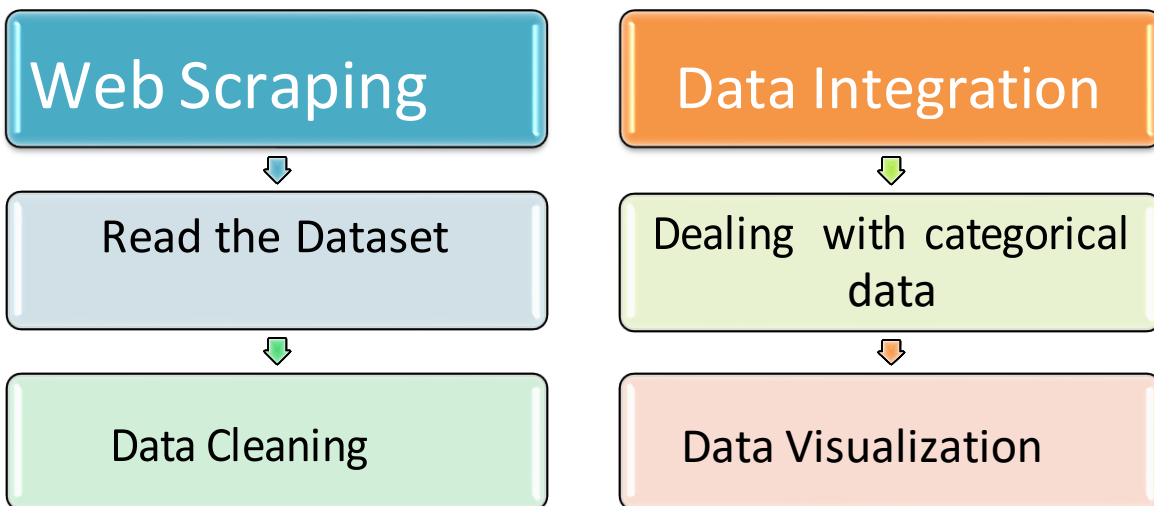 Web Scraping
Read the Dataset
Data Cleaning
Data Integration
Dealing with categorical
data
Data Visualization